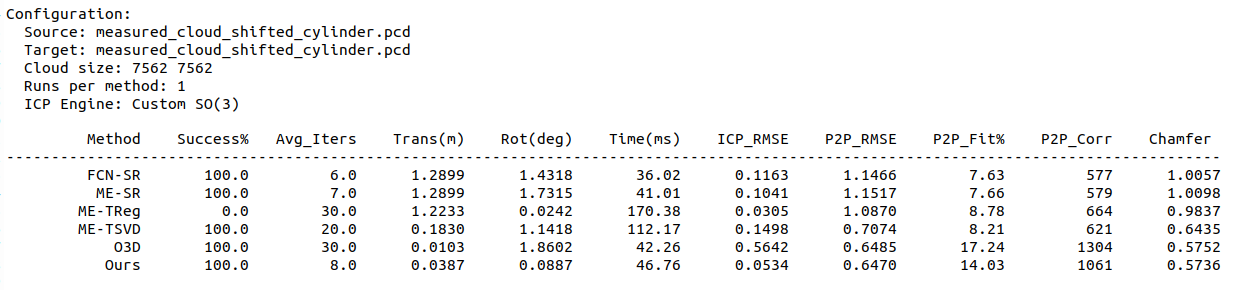 Configuration:
Source: measured_cloud_shifted_cylinder.pcd
Target: measured_cloud_shifted_cylinder.pcd
Cloud size: 7562 7562
Runs per method: 1
ICP Engine: Custom SO(3)
Method Success% Avg_Iters Trans(m) Rot(deg) Time(ms) ICP_RMSE P2P_RMSE P2P_Fit% P2P_Corr Chamfer
----------------------------------------------------------------------------------------------------------------------------------------
FCN-SR 100.0 6.0 1.2899 1.4318 36.02 0.1163 1.1466 7.63 577 1.0057
ME-SR 100.0 7.0 1.2899 1.7315 41.01 0.1041 1.1517 7.66 579 1.0098
ME-TReg 0.0 30.0 1.2233 0.0242 170.38 0.0305 1.0870 8.78 664 0.9837
ME-TSVD 100.0 20.0 0.1830 1.1418 112.17 0.1498 0.7074 8.21 621 0.6435
O3D 100.0 30.0 0.0103 1.8602 42.26 0.5642 0.6485 17.24 1304 0.5752
Ours 100.0 8.0 0.0387 0.0887 46.76 0.0534 0.6470 14.03 1061 0.5736